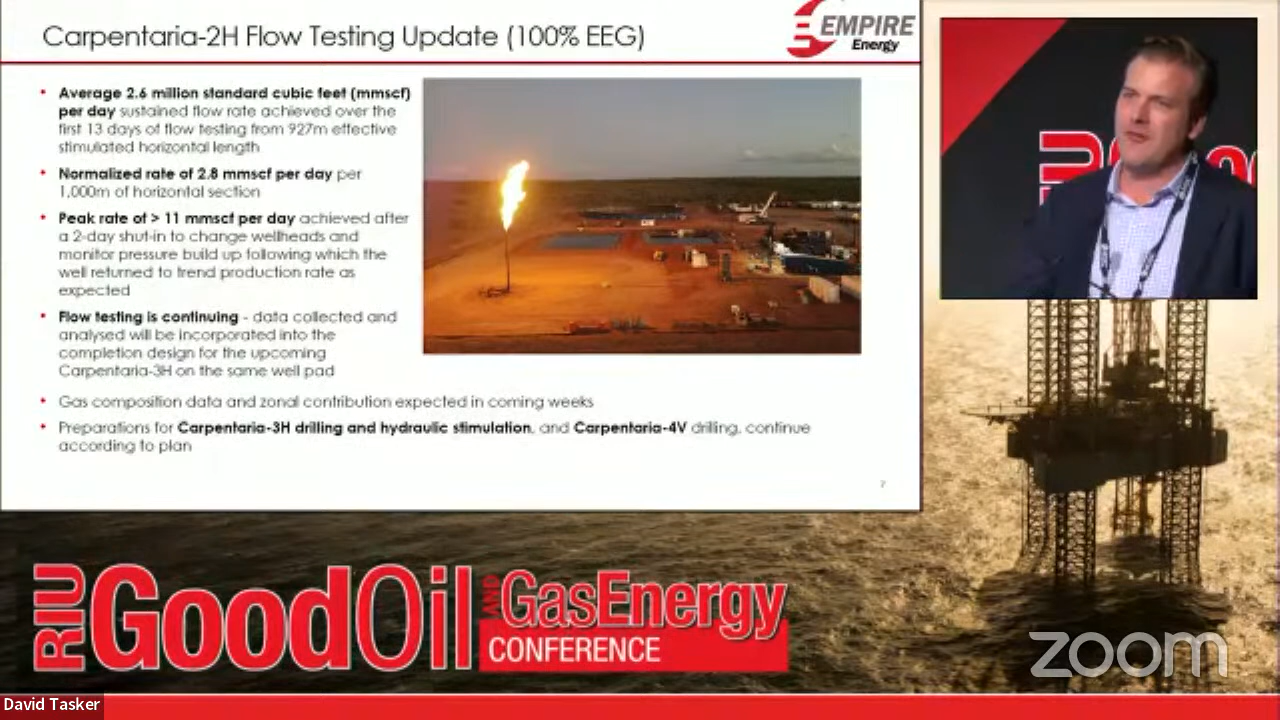 Carpentaria-2H Flow Testing Update (100% EEG)
EMPIRE
Energy
• Average 2.6 million standard cubic feet (mmscf)
per day sustained flow rate achieved over the
first 13 days of flow testing from 927m effective
stimulated horizontal length
• Normalized rate of 2.8 mmscf per day per
1,000m of horizontal section
• Peak rate of > 11 mmscf per day achieved after
a 2-day shut-in to change wellheads and
monitor pressure build up following which the
well returned to trend production rate as
expected
• Flow testing is continuing - data collected and
analysed will be incorporated into the
completion design for the upcoming
Carpentaria-3H on the same well pad
• Gas composition data and zonal contribution expected in coming weeks
• Preparations for Carpentaria-3H drilling and hydraulic stimulation, and Carpentaria-4V drilling, continue
according to plan
7
RIU GoodOil AND GasEnergy
CONFERENCE
zoom
David Tasker